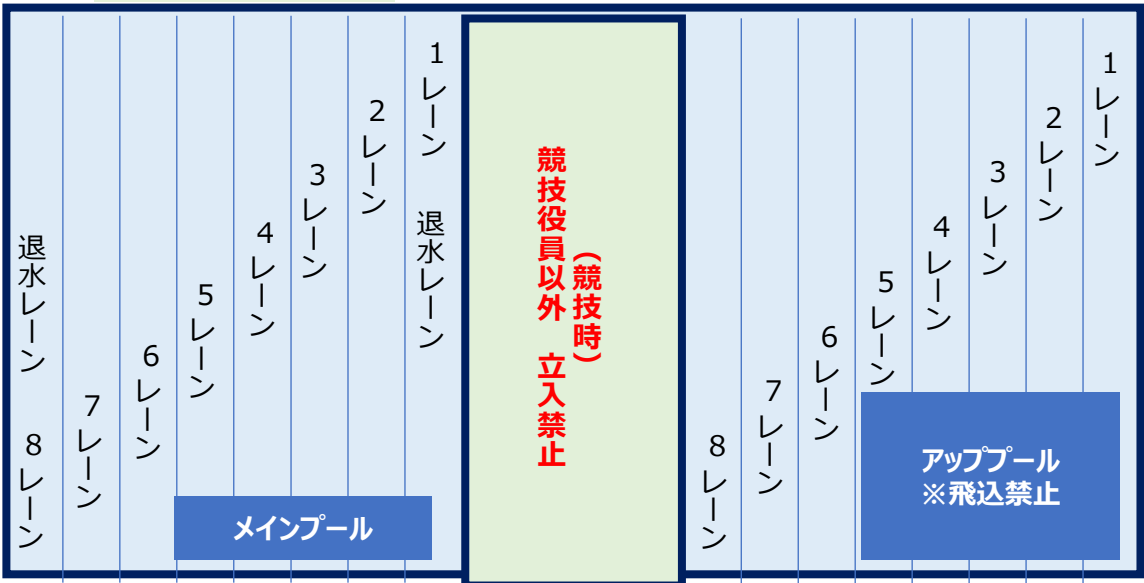 1レーン
退水レーン
2レーン
3レーン
4レーン
5レーン
6レーン
7レーン
退水レーン
8レーン
メインプール
(競技時)
競技役員以外 立入禁止
1レーン
2レーン
3レーン
4レーン
5レーン
6レーン
7レーン
8レーン
アッププール
※飛込禁止